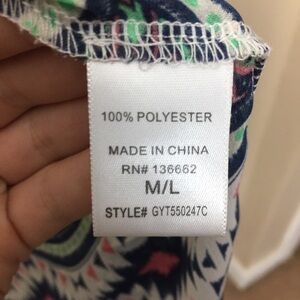 100% POLYESTER
MADE IN CHINA
RN# 136662
M/L
STYLE# GYT550247C